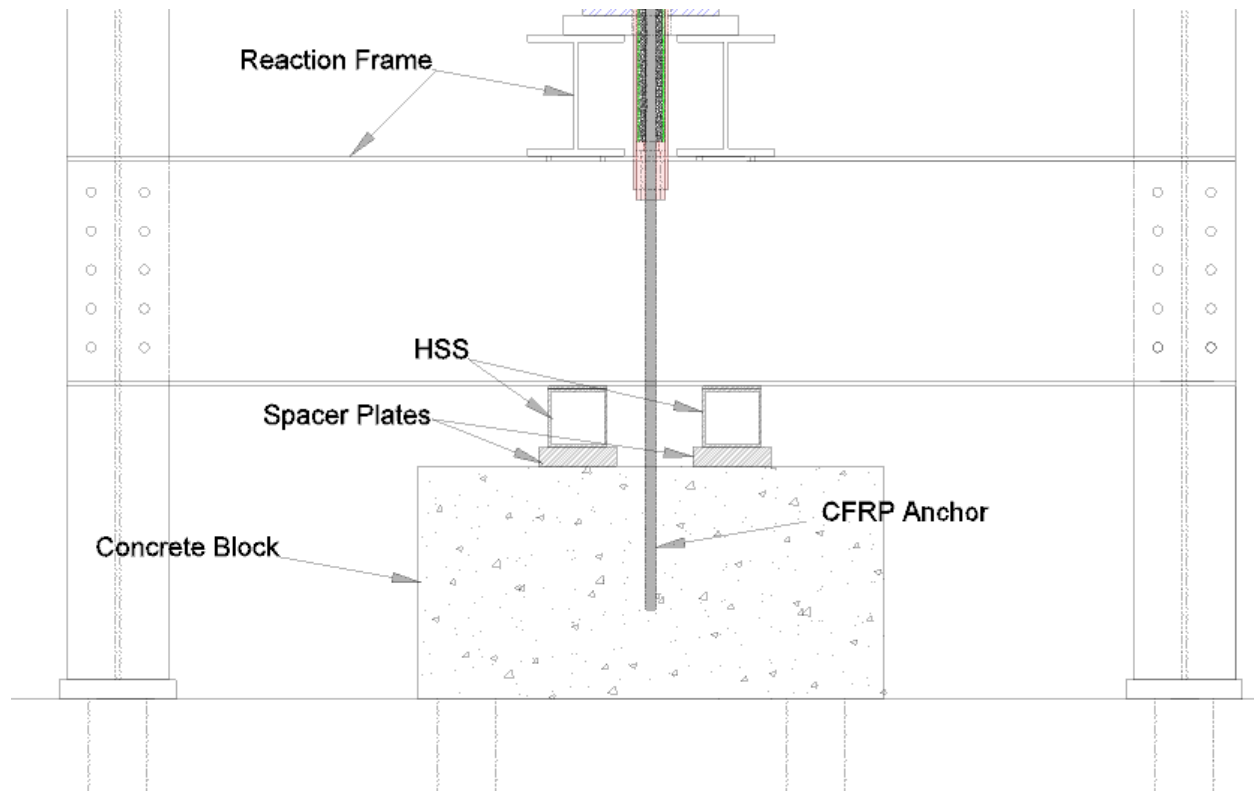 Reaction Frame
HSS
Spacer Plates
CFRP Anchor
Concrete Block